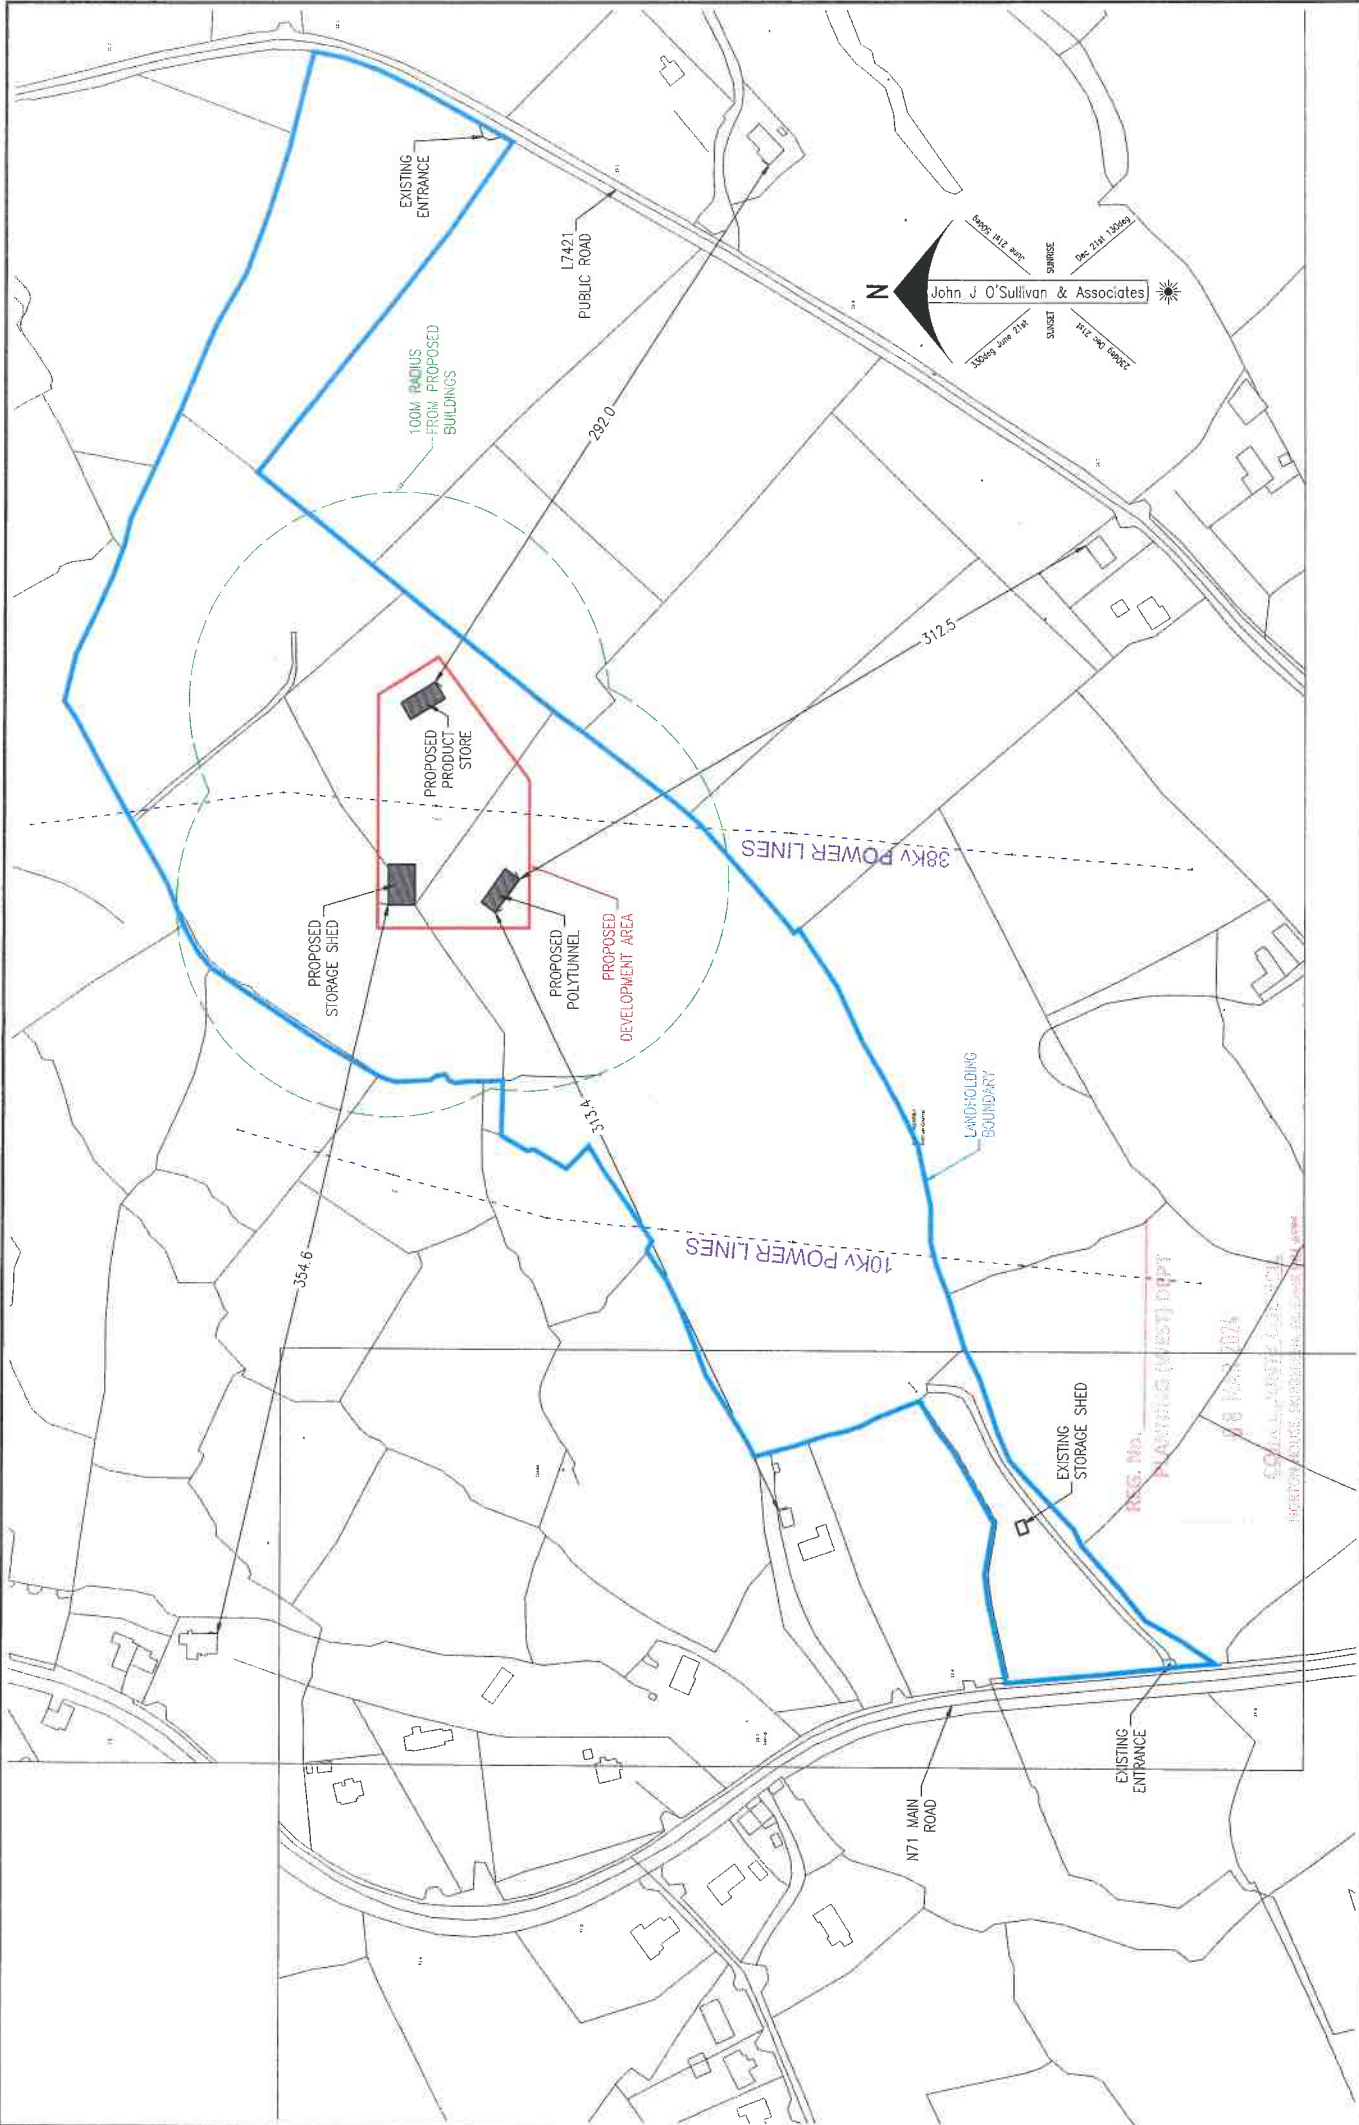 EXISTING
ENTRANCE
L7421
PUBLIC ROAD
100M RADIUS
FROM PROPOSED
BUILDINGS
292.0
N
John J O'Sullivan & Associates
330deg June 21st
June 21st 50deg
SUNSET
SUNRISE
230deg Dec 21st
Dec 21st 130deg
312.5
PROPOSED
PRODUCT
STORE
38Kv POWER LINES
PROPOSED
STORAGE SHED
PROPOSED
POLYTUNNEL
PROPOSED
DEVELOPMENT AREA
313.4
354.6
LANDHOLDING
BOUNDARY
10Kv POWER LINES
REG. No.
PLANNING (WEST) DEPT
EXISTING
STORAGE SHED
N71 MAIN
ROAD
EXISTING
ENTRANCE